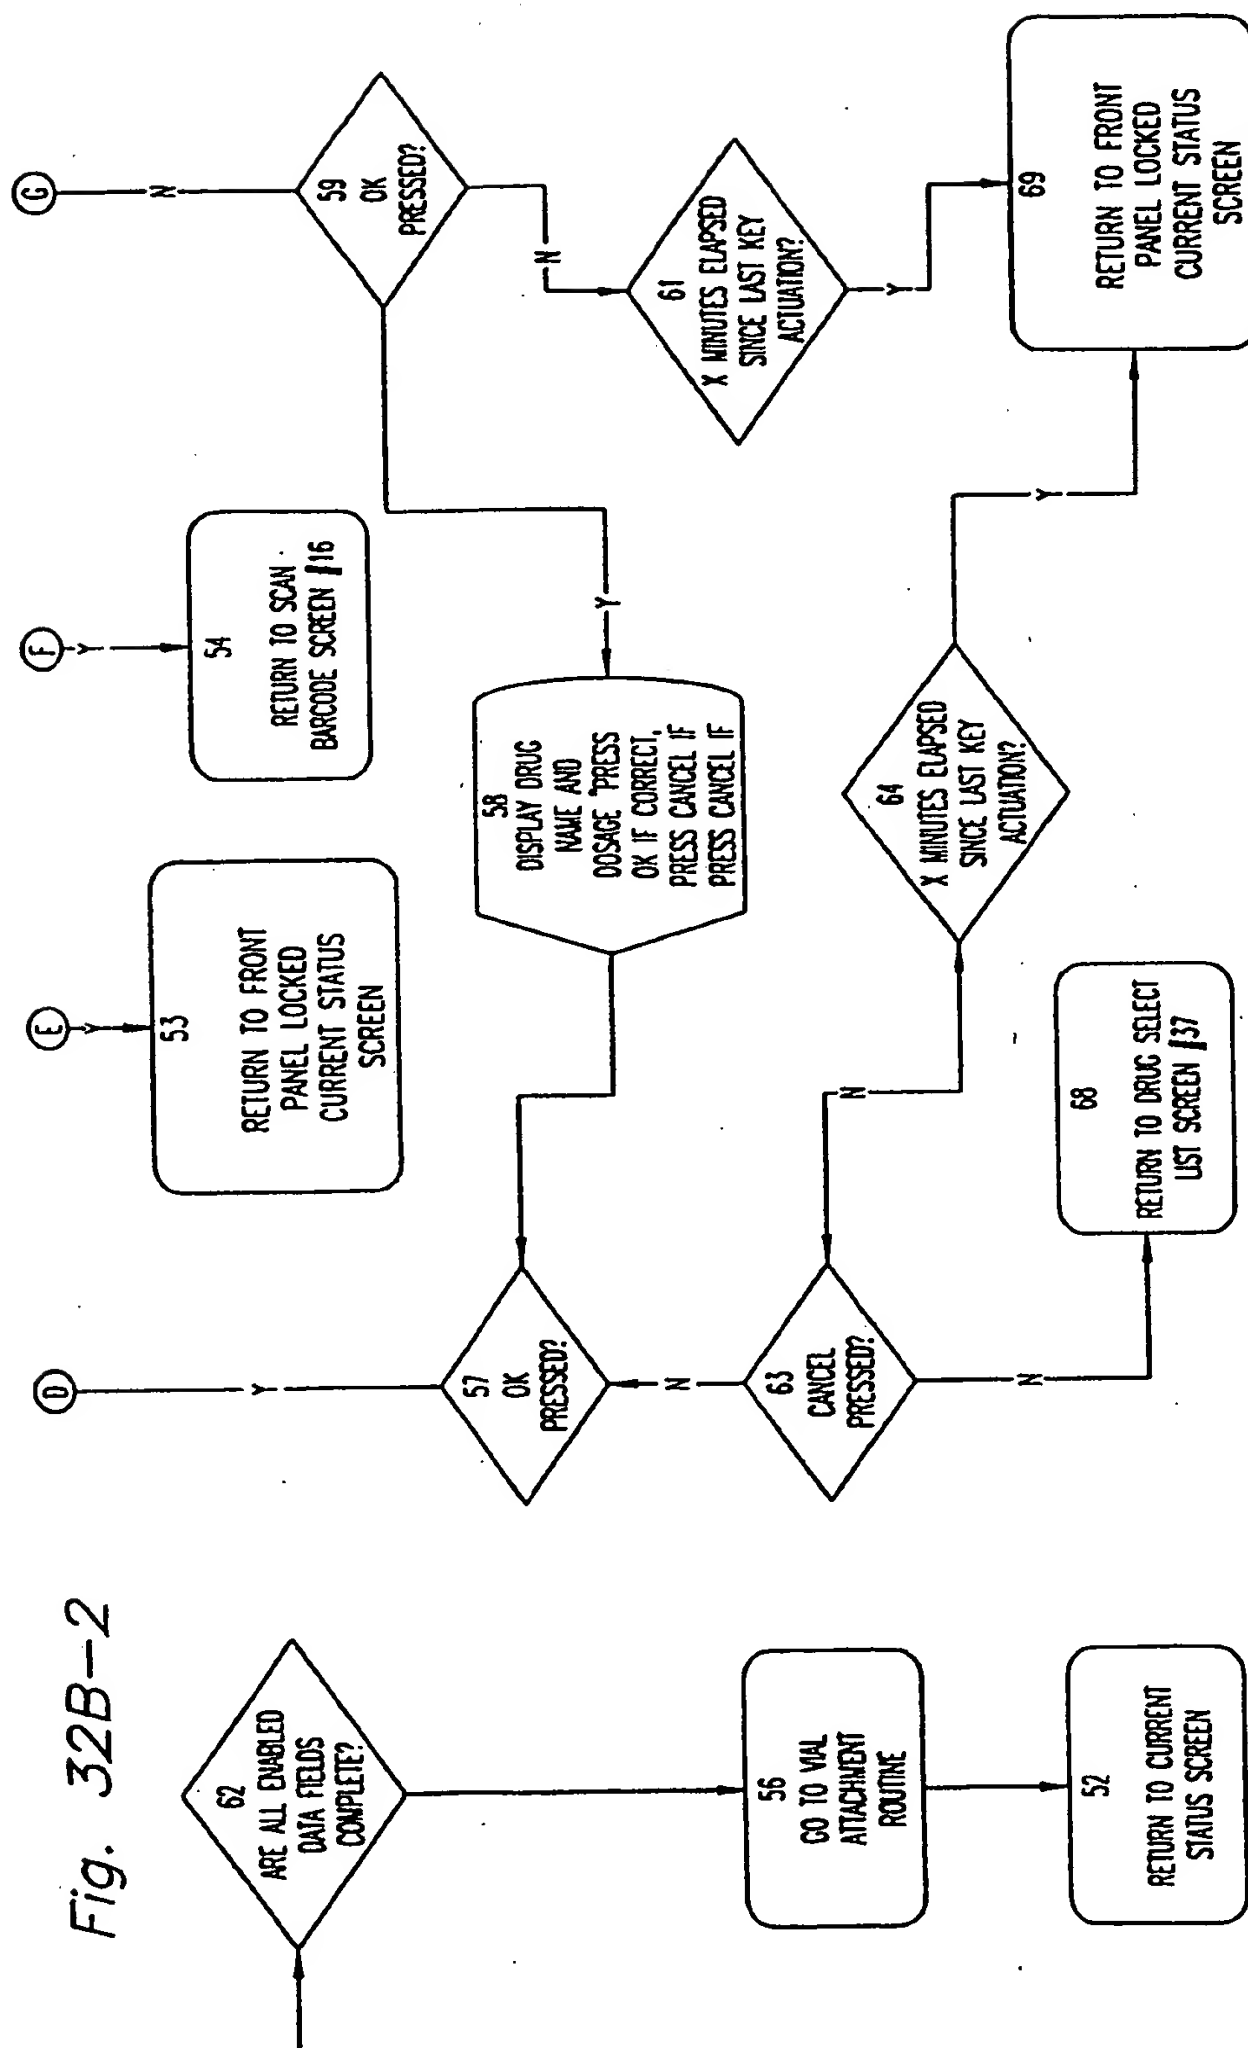 Fig. 32B-2
62
ARE ALL ENABLED
DATA FIELDS
COMPLETE?
56
GO TO VIAL
ATTACHMENT
ROUTINE
52
RETURN TO CURRENT
STATUS SCREEN
D
Y
57
OK
PRESSED?
N
63
CANCEL
PRESSED?
N
N
68
RETURN TO DRUG SELECT
LIST SCREEN #37
E
Y
53
RETURN TO FRONT
PANEL LOCKED
CURRENT STATUS
SCREEN
F
Y
54
RETURN TO SCAN
BARCODE SCREEN #16
58
DISPLAY DRUG
NAME AND
DOSAGE "PRESS
OK IF CORRECT,
PRESS CANCEL IF
PRESS CANCEL IF
Y
64
X MINUTES ELAPSED
SINCE LAST KEY
ACTUATION?
Y
G
N
59
OK
PRESSED?
N
61
X MINUTES ELAPSED
SINCE LAST KEY
ACTUATION?
Y
69
RETURN TO FRONT
PANEL LOCKED
CURRENT STATUS
SCREEN